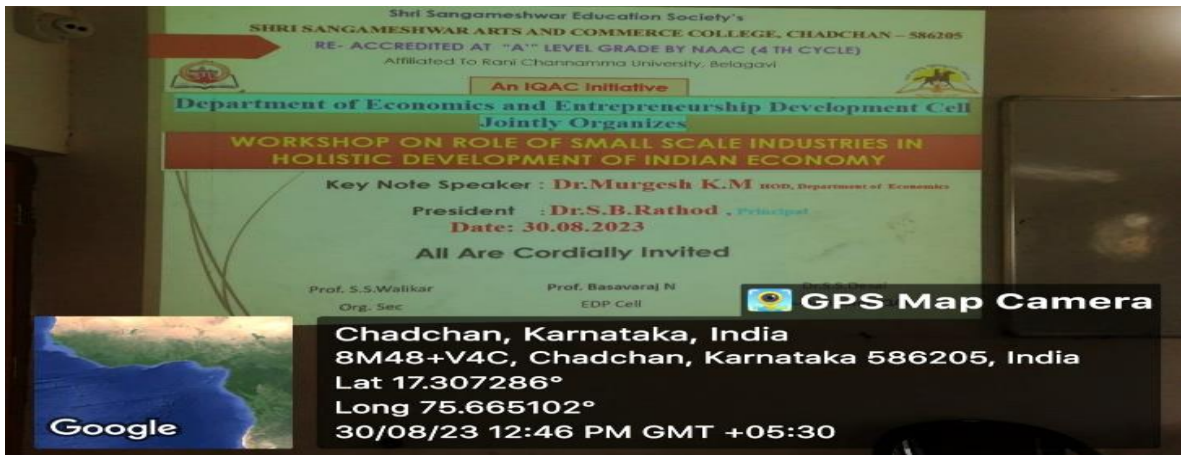 Shri Sangameshwar Education Society's
SHRI SANGAMESHWAR ARTS AND COMMERCE COLLEGE, CHADCHAN – 586205
RE- ACCREDITED AT "A'" LEVEL GRADE BY NAAC (4 TH CYCLE)
Affiliated To Rani Channamma University, Belagavi
An IQAC Initiative
Department of Economics and Entrepreneurship Development Cell
Jointly Organizes
WORKSHOP ON ROLE OF SMALL SCALE INDUSTRIES IN
HOLISTIC DEVELOPMENT OF INDIAN ECONOMY
Key Note Speaker : Dr.Murgesh K.M HOD, Department of Economics
President : Dr.S.B.Rathod , Principal
Date: 30.08.2023
All Are Cordially Invited
Prof. S.S.Walikar Prof. Basavaraj N Dr.S.S.Desai
Org. Sec EDP Cell
GPS Map Camera
Chadchan, Karnataka, India
8M48+V4C, Chadchan, Karnataka 586205, India
Lat 17.307286°
Long 75.665102°
30/08/23 12:46 PM GMT +05:30
Google